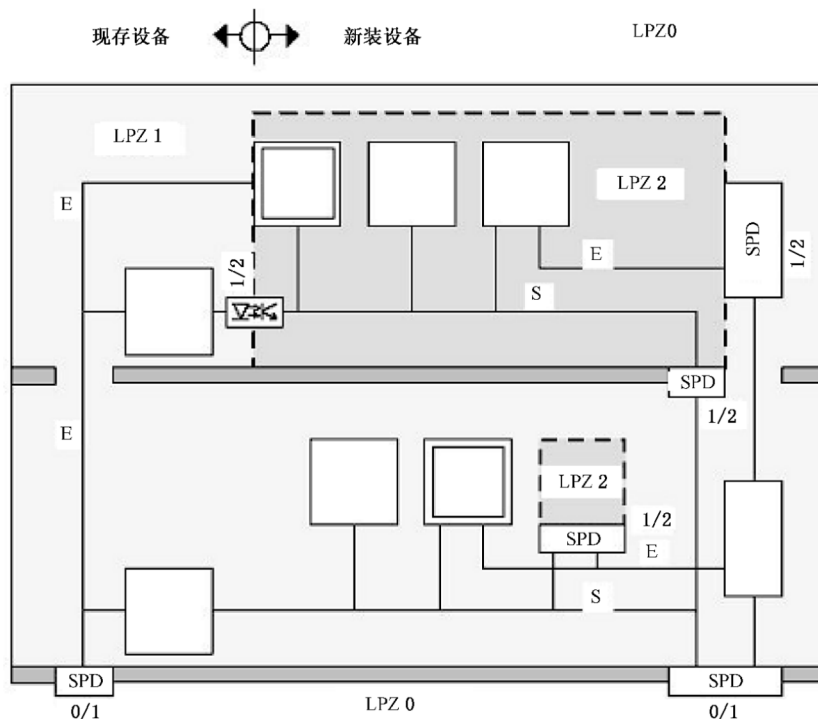 现存设备
新装设备
LPZ0
LPZ 1
LPZ 2
E
SPD
1/2
1/2
E
S
SPD
1/2
E
LPZ 2
1/2
SPD
E
S
SPD
SPD
0/1
LPZ 0
0/1